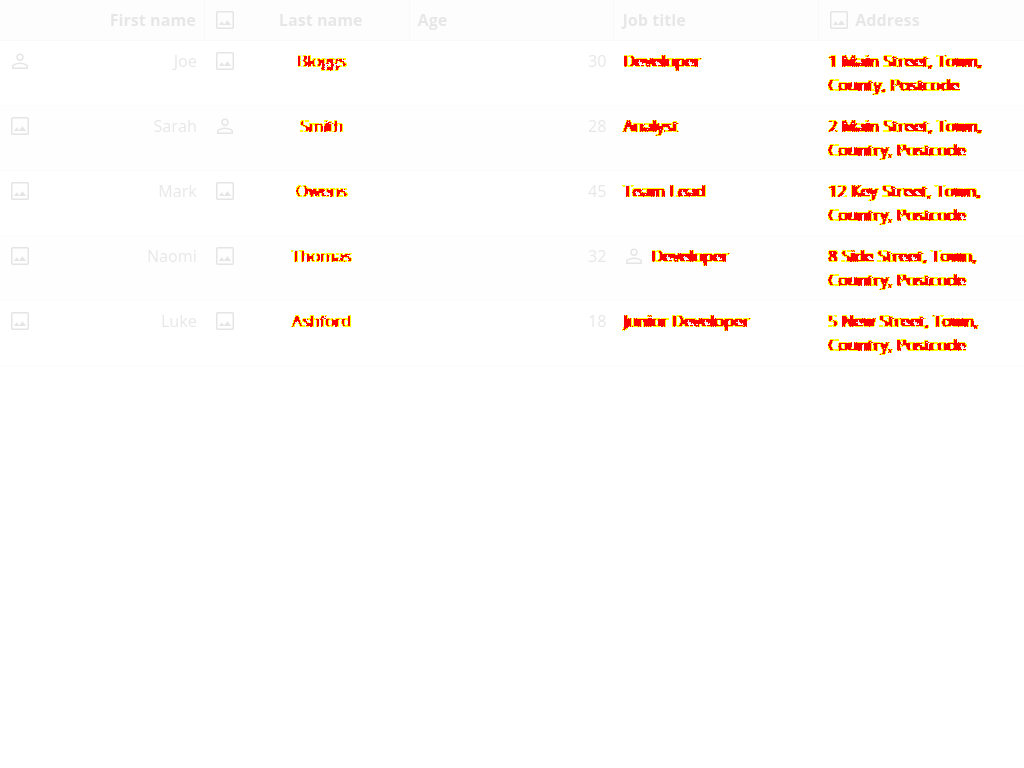 First name Last name Age Job title Address
Joe Bloggs 30 Developer 1 Main Street, Town,
County, Postcode
Sarah Smith 28 Analyst 2 Main Street, Town,
Country, Postcode
Mark Owens 45 Team Lead 12 Key Street, Town,
Country, Postcode
Naomi Thomas 32 Developer 8 Side Street, Town,
Country, Postcode
Luke Ashford 18 Junior Developer 5 New Street, Town,
Country, Postcode